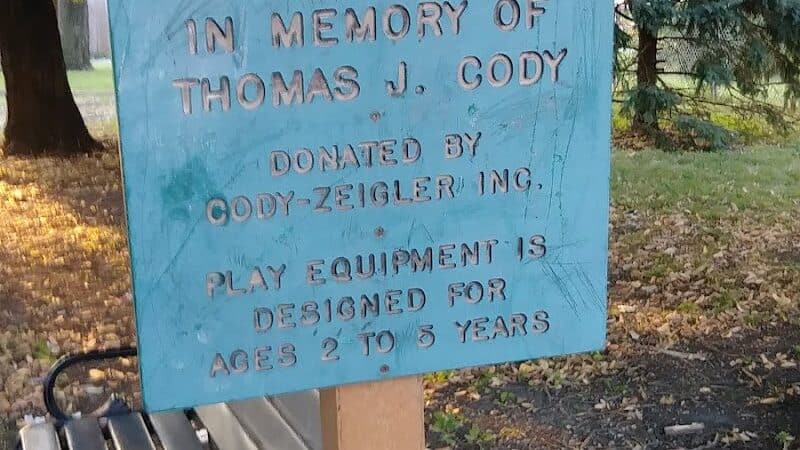 IN MEMORY OF
THOMAS J. CODY
DONATED BY
CODY-ZEIGLER INC.
PLAY EQUIPMENT IS
DESIGNED FOR
AGES 2 TO 5 YEARS